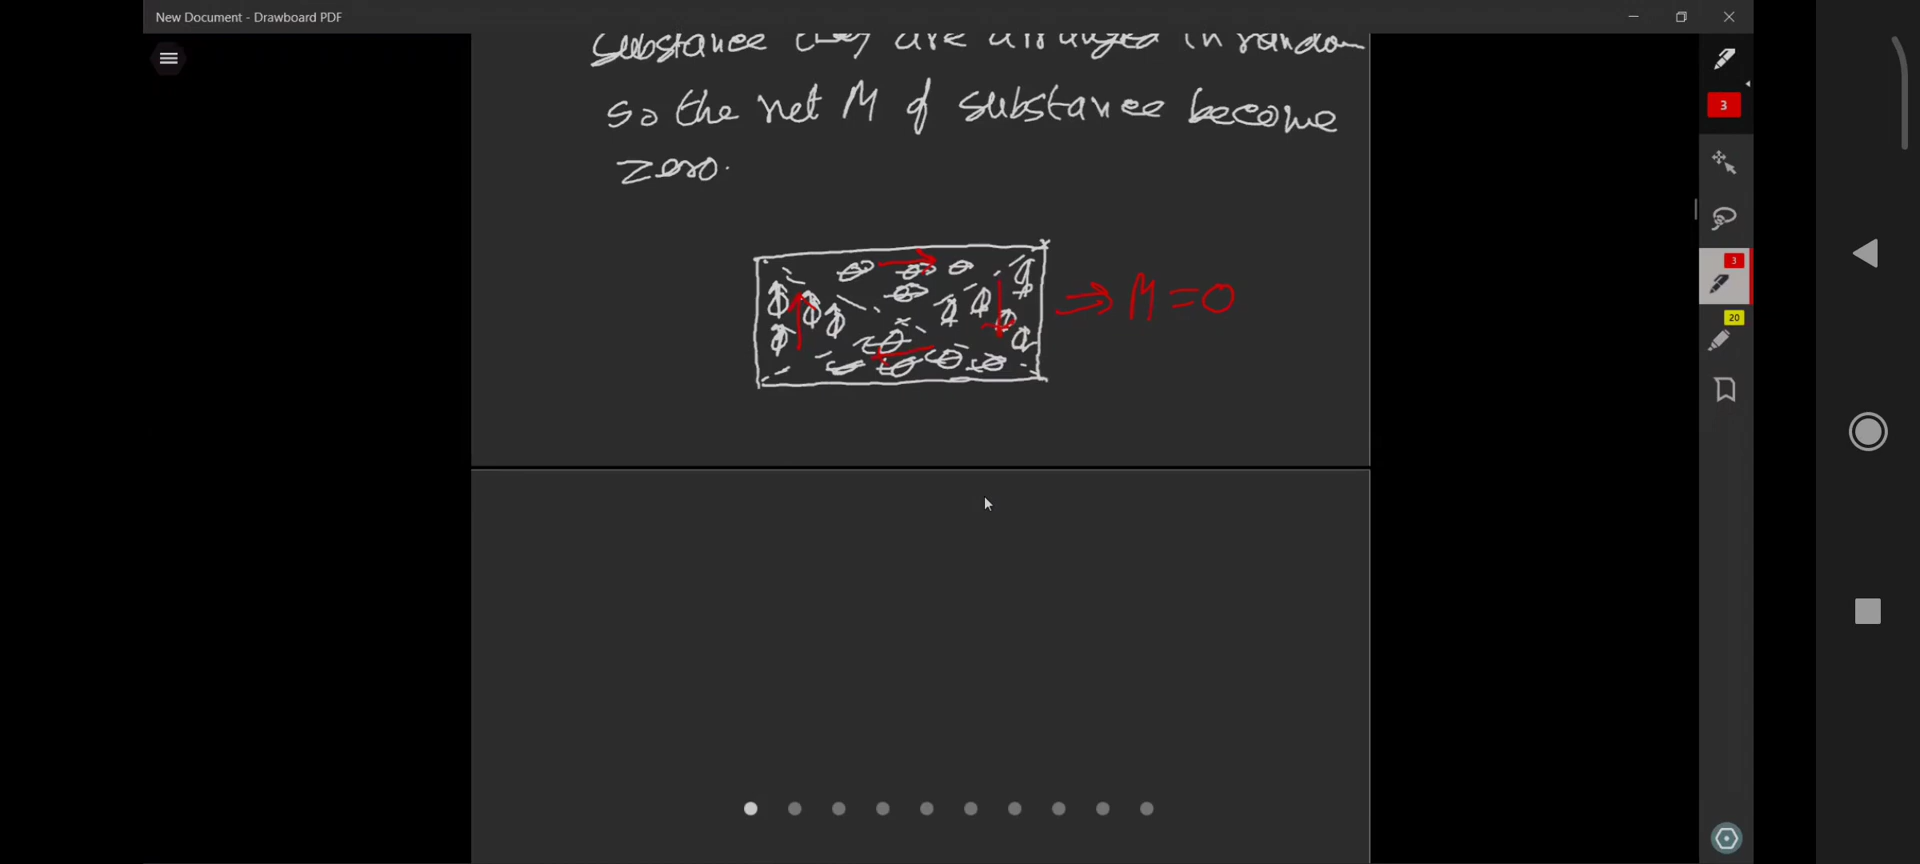 New Document - Drawboard PDF
substance they are arranged in random
3
so the net M of substance become
zero.
3
⇒ M = 0
20